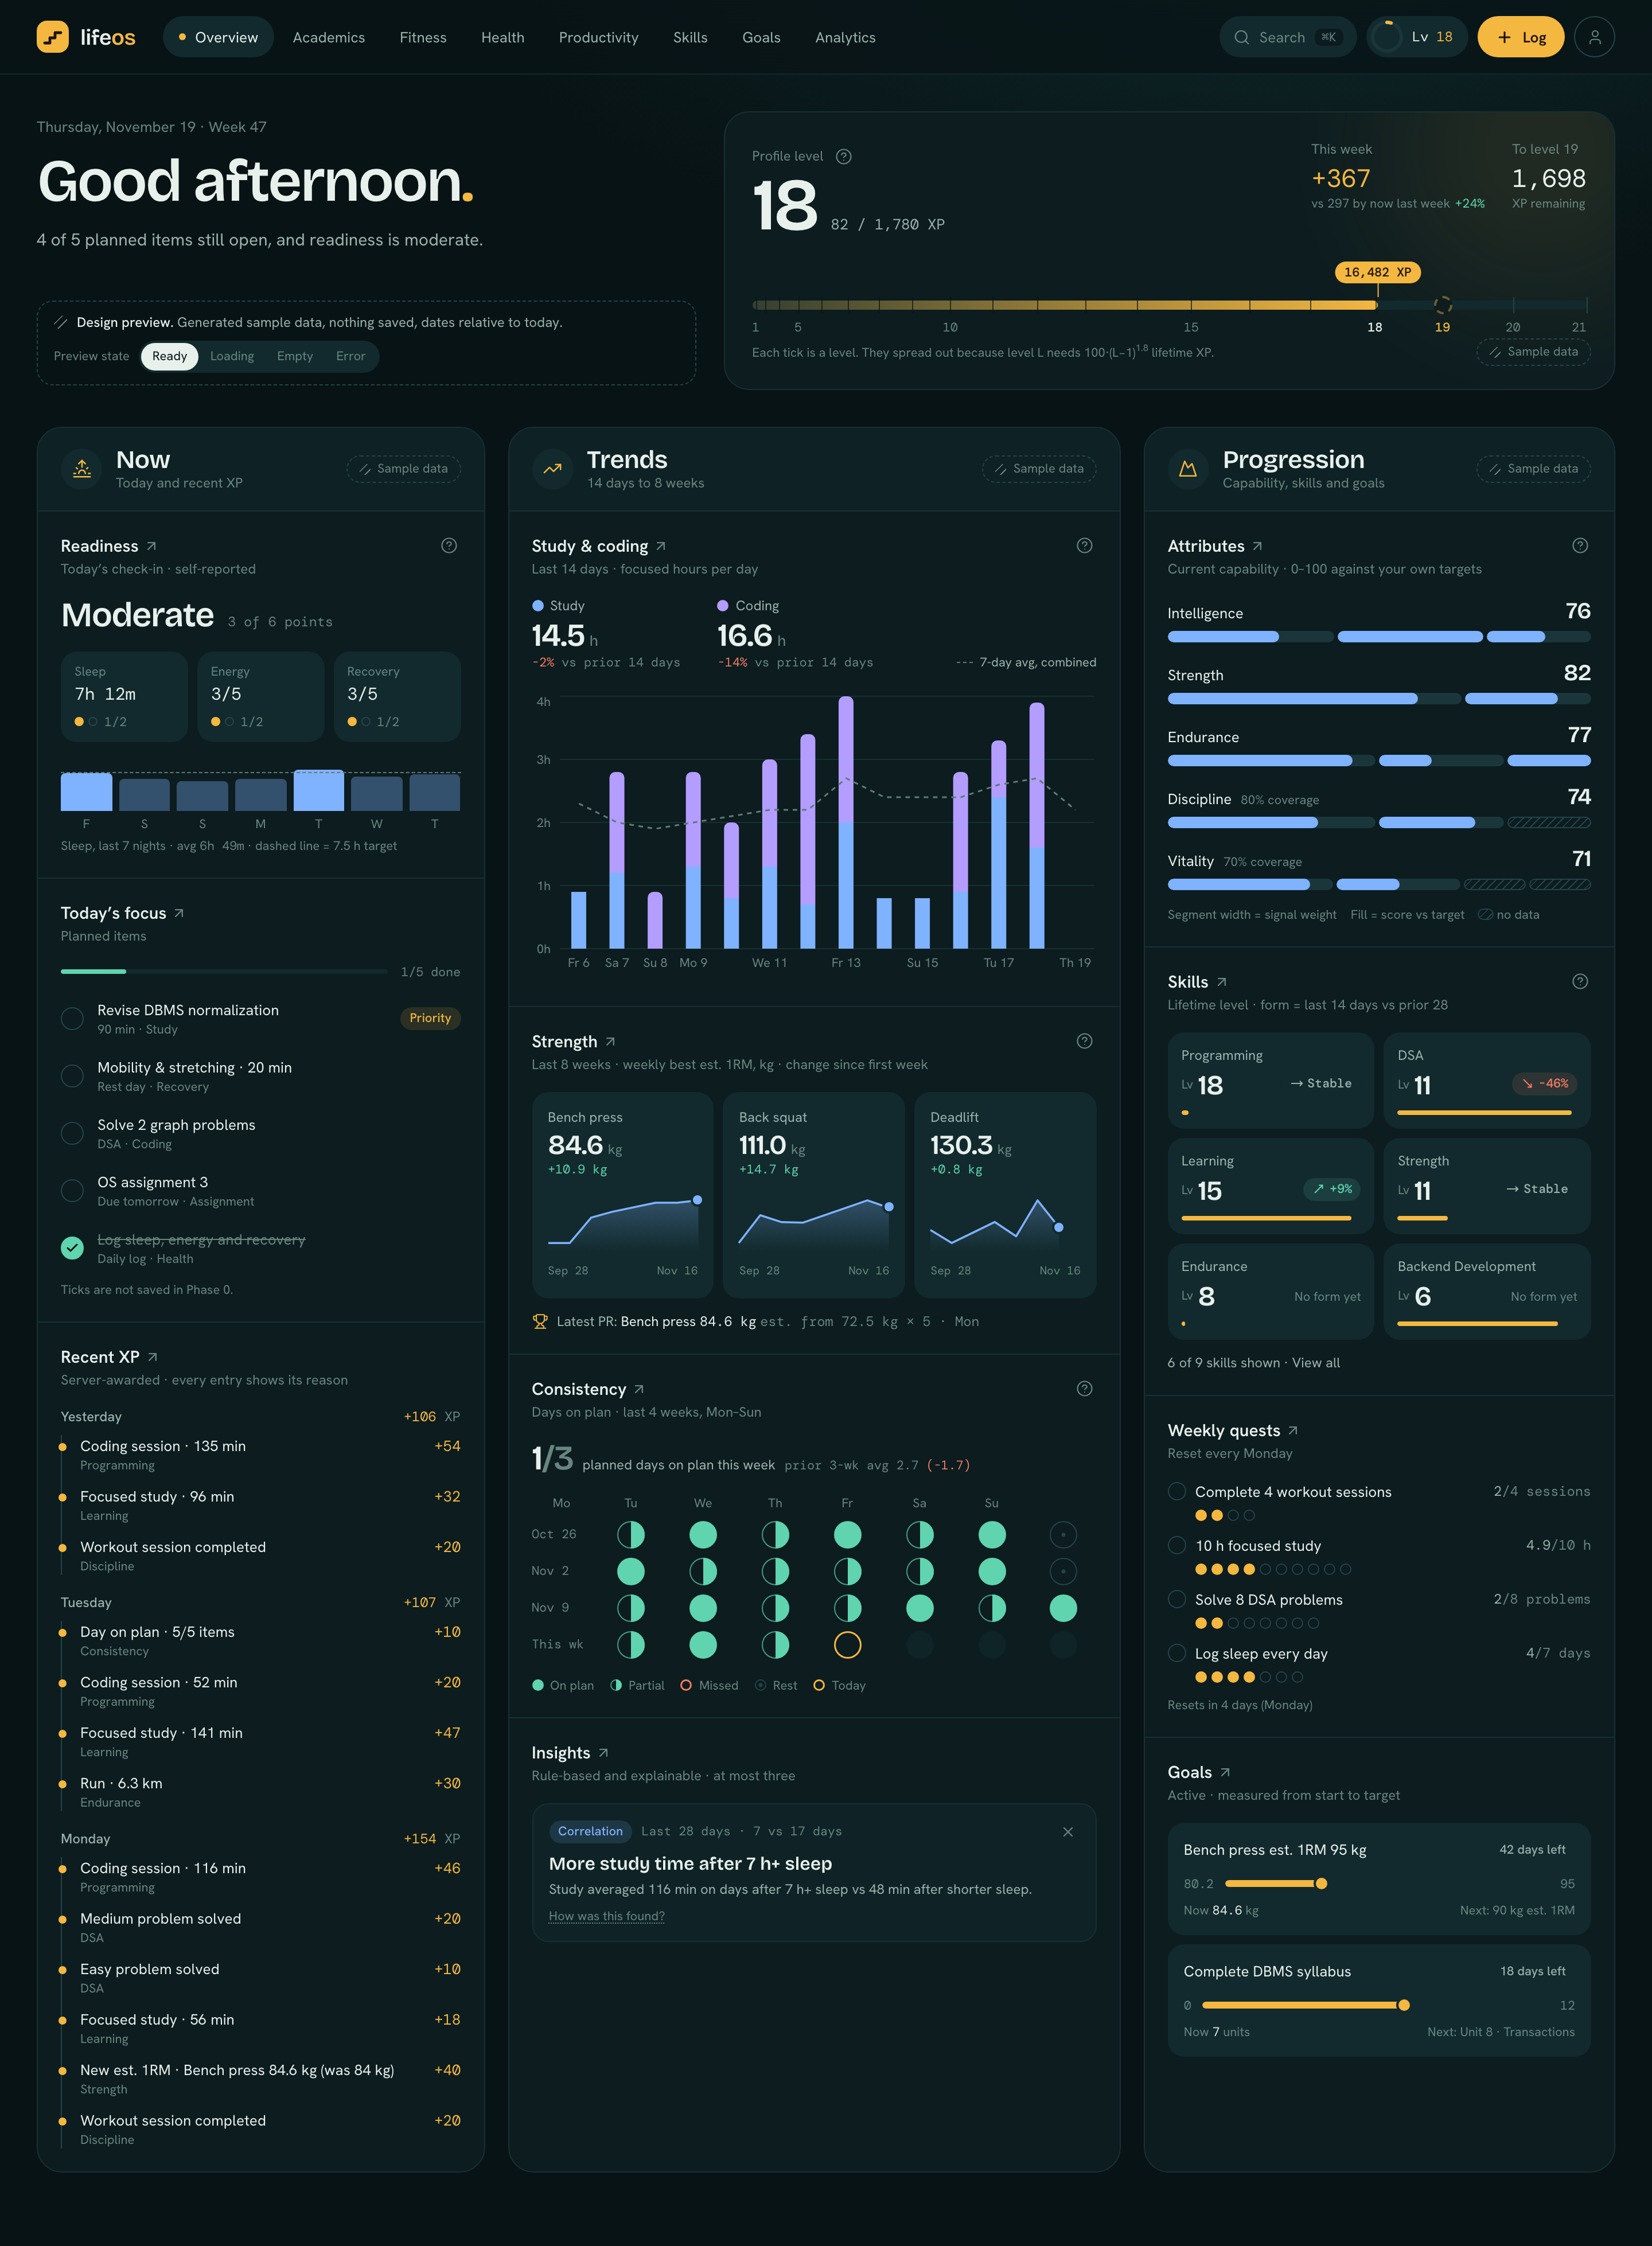 lifeos
Overview
Academics
Fitness
Health
Productivity
Skills
Goals
Analytics
Search ⌘K
Lv 18
+ Log
Thursday, November 19 · Week 47
Good afternoon.
4 of 5 planned items still open, and readiness is moderate.
Design preview. Generated sample data, nothing saved, dates relative to today.
Preview state Ready Loading Empty Error
Profile level ?
18 82 / 1,780 XP
This week
+367
vs 297 by now last week +24%
To level 19
1,698
XP remaining
16,482 XP
1 5 10 15 18 19 20 21
Each tick is a level. They spread out because level L needs 100·(L−1)^1.8 lifetime XP.
Sample data
Now
Today and recent XP
Sample data
Readiness ↗ ?
Today’s check-in · self-reported
Moderate 3 of 6 points
Sleep
7h 12m
1/2
Energy
3/5
1/2
Recovery
3/5
1/2
F S S M T W T
Sleep, last 7 nights · avg 6h 49m · dashed line = 7.5 h target
Today’s focus ↗
Planned items
1/5 done
Revise DBMS normalization
90 min · Study
Priority
Mobility & stretching · 20 min
Rest day · Recovery
Solve 2 graph problems
DSA · Coding
OS assignment 3
Due tomorrow · Assignment
Log sleep, energy and recovery
Daily log · Health
Ticks are not saved in Phase 0.
Recent XP ↗
Server-awarded · every entry shows its reason
Yesterday +106 XP
Coding session · 135 min +54
Programming
Focused study · 96 min +32
Learning
Workout session completed +20
Discipline
Tuesday +107 XP
Day on plan · 5/5 items +10
Consistency
Coding session · 52 min +20
Programming
Focused study · 141 min +47
Learning
Run · 6.3 km +30
Endurance
Monday +154 XP
Coding session · 116 min +46
Programming
Medium problem solved +20
DSA
Easy problem solved +10
DSA
Focused study · 56 min +18
Learning
New est. 1RM · Bench press 84.6 kg (was 84 kg) +40
Strength
Workout session completed +20
Discipline
Trends
14 days to 8 weeks
Sample data
Study & coding ↗ ?
Last 14 days · focused hours per day
Study
14.5 h
-2% vs prior 14 days
Coding
16.6 h
-14% vs prior 14 days
--- 7-day avg, combined
4h
3h
2h
1h
0h
Fr 6 Sa 7 Su 8 Mo 9 We 11 Fr 13 Su 15 Tu 17 Th 19
Strength ↗ ?
Last 8 weeks · weekly best est. 1RM, kg · change since first week
Bench press
84.6 kg
+10.9 kg
Sep 28 Nov 16
Back squat
111.0 kg
+14.7 kg
Sep 28 Nov 16
Deadlift
130.3 kg
+0.8 kg
Sep 28 Nov 16
Latest PR: Bench press 84.6 kg est. from 72.5 kg × 5 · Mon
Consistency ↗ ?
Days on plan · last 4 weeks, Mon–Sun
1/3 planned days on plan this week prior 3-wk avg 2.7 (-1.7)
Mo Tu We Th Fr Sa Su
Oct 26
Nov 2
Nov 9
This wk
On plan Partial Missed Rest Today
Insights ↗
Rule-based and explainable · at most three
Correlation Last 28 days · 7 vs 17 days
More study time after 7 h+ sleep
Study averaged 116 min on days after 7 h+ sleep vs 48 min after shorter sleep.
How was this found?
Progression
Capability, skills and goals
Sample data
Attributes ↗ ?
Current capability · 0–100 against your own targets
Intelligence 76
Strength 82
Endurance 77
Discipline 80% coverage 74
Vitality 70% coverage 71
Segment width = signal weight Fill = score vs target no data
Skills ↗ ?
Lifetime level · form = last 14 days vs prior 28
Programming
Lv 18 → Stable
DSA
Lv 11 ↘ -46%
Learning
Lv 15 ↗ +9%
Strength
Lv 11 → Stable
Endurance
Lv 8 No form yet
Backend Development
Lv 6 No form yet
6 of 9 skills shown · View all
Weekly quests ↗
Reset every Monday
Complete 4 workout sessions 2/4 sessions
10 h focused study 4.9/10 h
Solve 8 DSA problems 2/8 problems
Log sleep every day 4/7 days
Resets in 4 days (Monday)
Goals ↗
Active · measured from start to target
Bench press est. 1RM 95 kg 42 days left
80.2 95
Now 84.6 kg Next: 90 kg est. 1RM
Complete DBMS syllabus 18 days left
0 12
Now 7 units Next: Unit 8 · Transactions